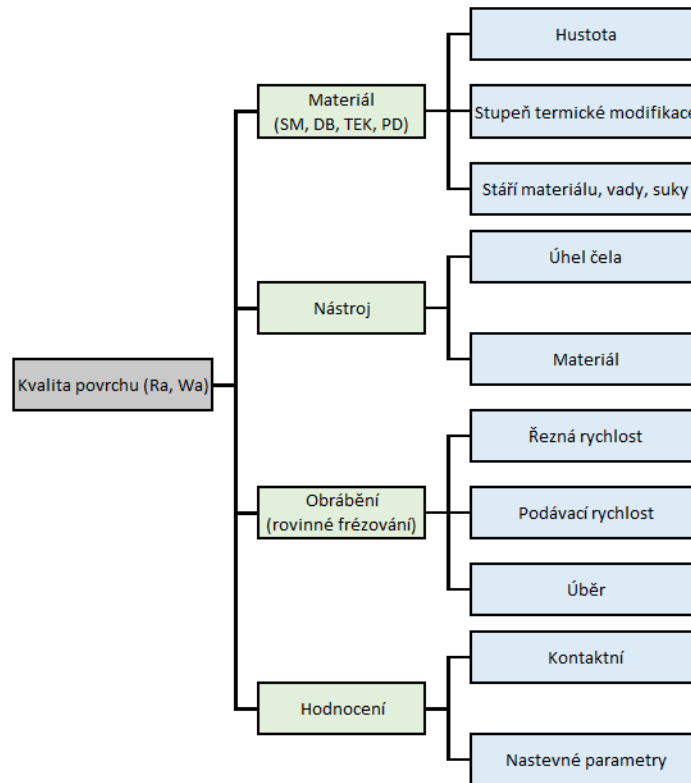 Kvalita povrchu (Ra, Wa)
Materiál
(SM, DB, TEK, PD)
Hustota
Stupeň termické modifikace
Stáří materiálu, vady, suky
Nástroj
Úhel čela
Materiál
Obrábění
(rovinné frézování)
Řezná rychlost
Podávací rychlost
Úběr
Hodnocení
Kontaktní
Nastevné parametry